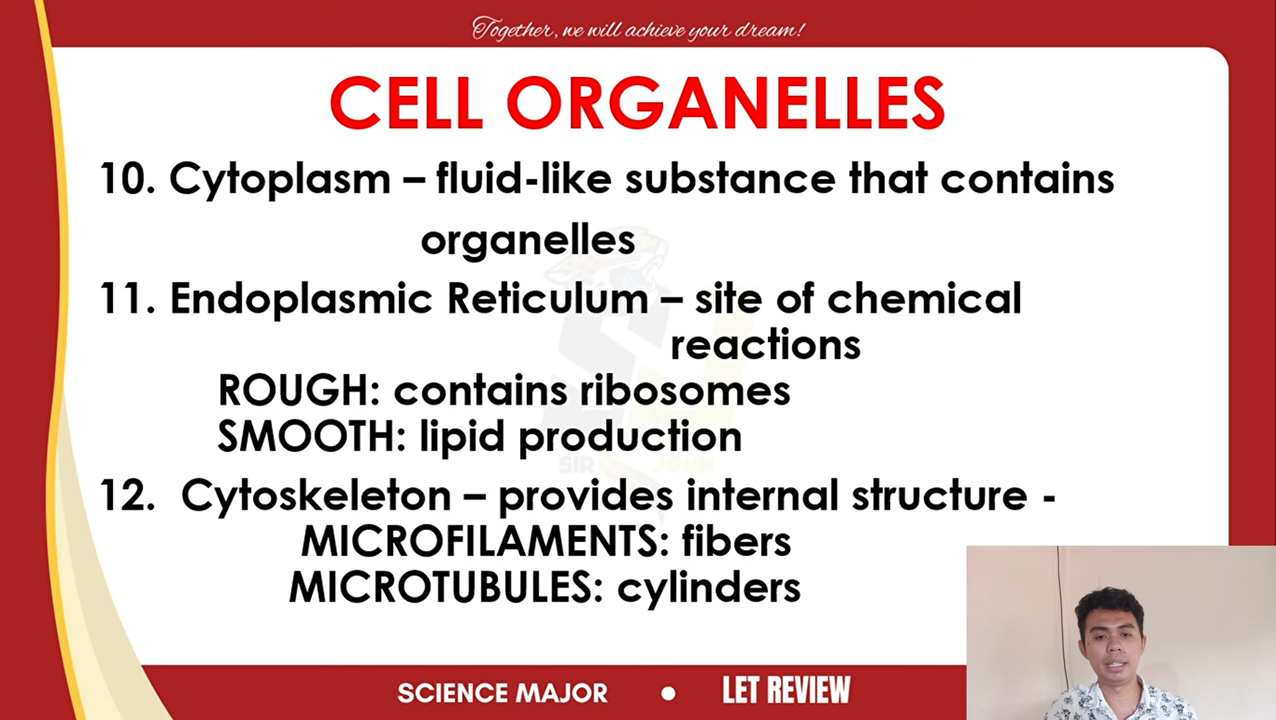 Together, we will achieve your dream!
CELL ORGANELLES
10. Cytoplasm – fluid-like substance that contains
organelles
11. Endoplasmic Reticulum – site of chemical
reactions
ROUGH: contains ribosomes
SMOOTH: lipid production
SIR JOHN
12. Cytoskeleton – provides internal structure -
MICROFILAMENTS: fibers
MICROTUBULES: cylinders
SCIENCE MAJOR • LET REVIEW